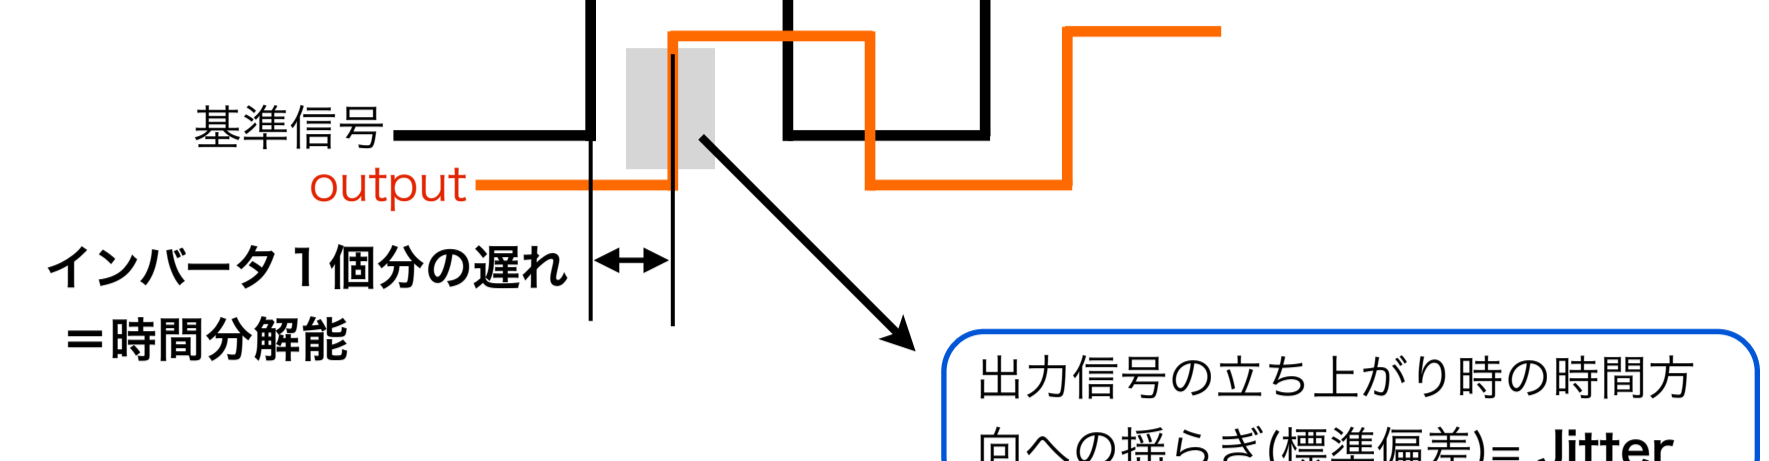 基準信号
output
インバータ1個分の遅れ
＝時間分解能
出力信号の立ち上がり時の時間方
向への揺らぎ(標準偏差)= Jitter